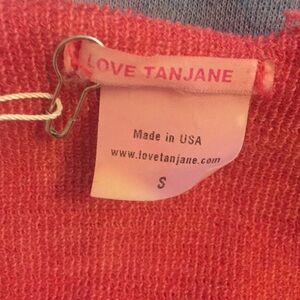 LOVE TANJANE
Made in USA
www.lovetanjane.com
S